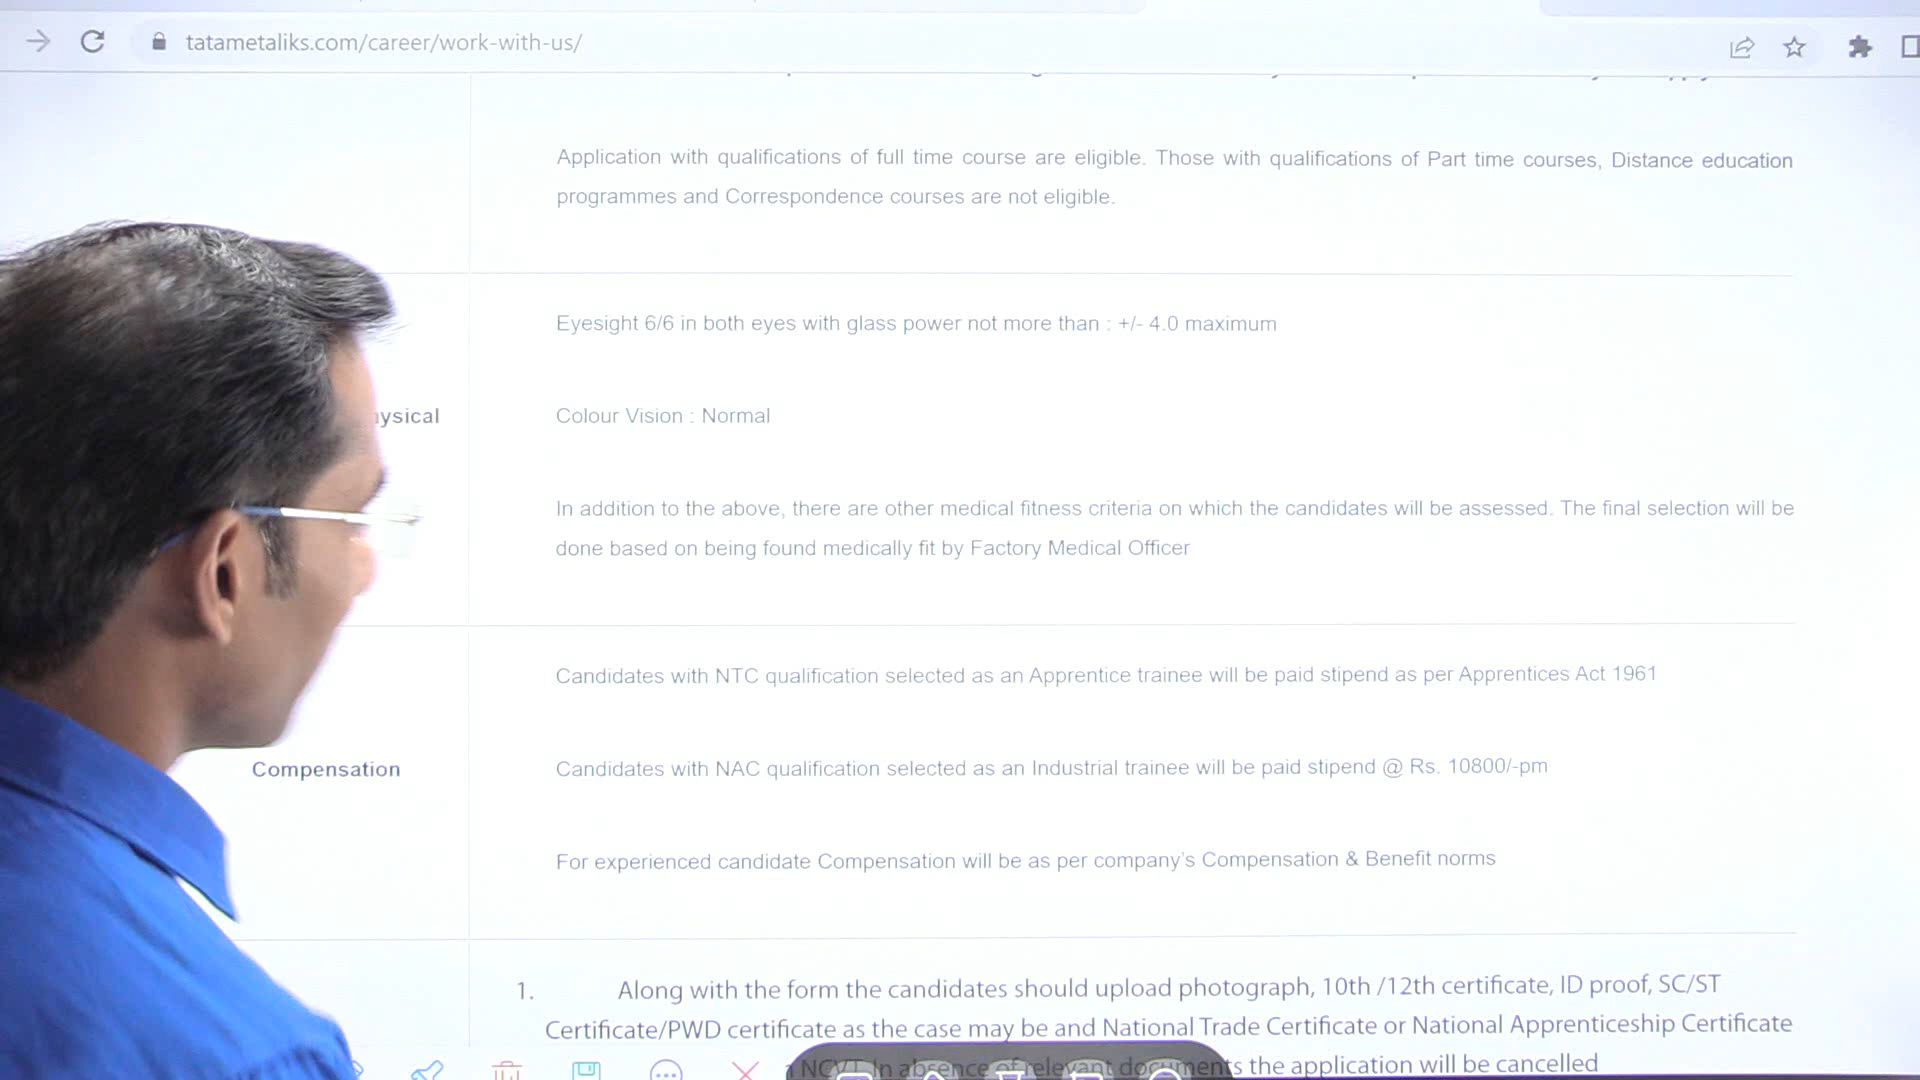 tatametaliks.com/career/work-with-us/
Application with qualifications of full time course are eligible. Those with qualifications of Part time courses, Distance education
programmes and Correspondence courses are not eligible.
Eyesight 6/6 in both eyes with glass power not more than : +/- 4.0 maximum
ysical
Colour Vision : Normal
In addition to the above, there are other medical fitness criteria on which the candidates will be assessed. The final selection will be
done based on being found medically fit by Factory Medical Officer
Candidates with NTC qualification selected as an Apprentice trainee will be paid stipend as per Apprentices Act 1961
Compensation
Candidates with NAC qualification selected as an Industrial trainee will be paid stipend @ Rs. 10800/-pm
For experienced candidate Compensation will be as per company's Compensation & Benefit norms
1. Along with the form the candidates should upload photograph, 10th /12th certificate, ID proof, SC/ST
Certificate/PWD certificate as the case may be and National Trade Certificate or National Apprenticeship Certificate
NCVT. In absence of relevant documents the application will be cancelled